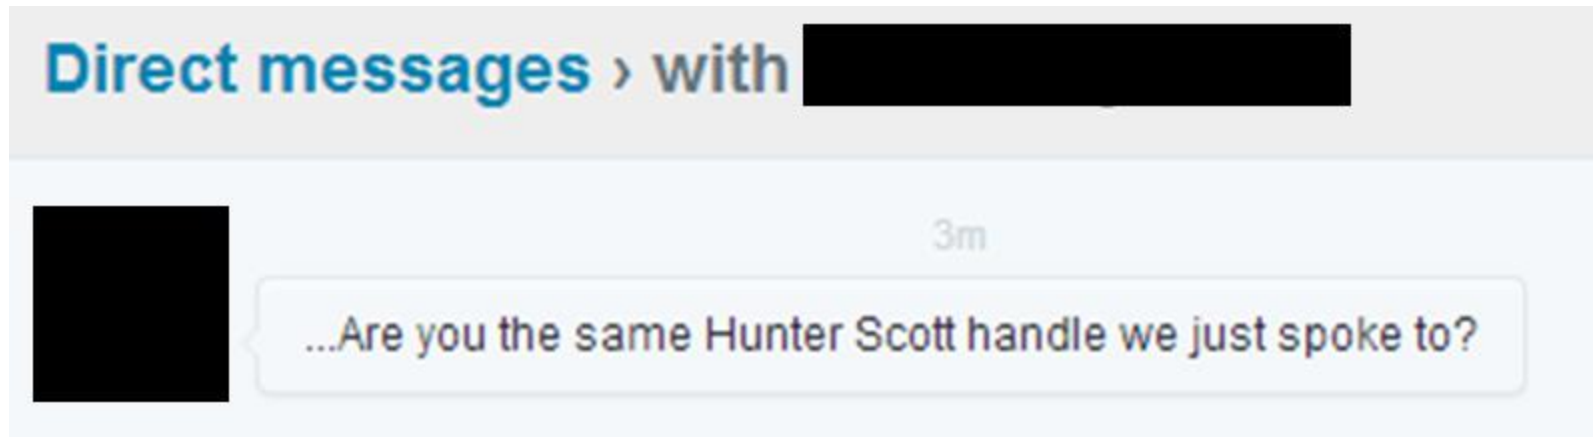 Direct messages › with
3m
...Are you the same Hunter Scott handle we just spoke to?